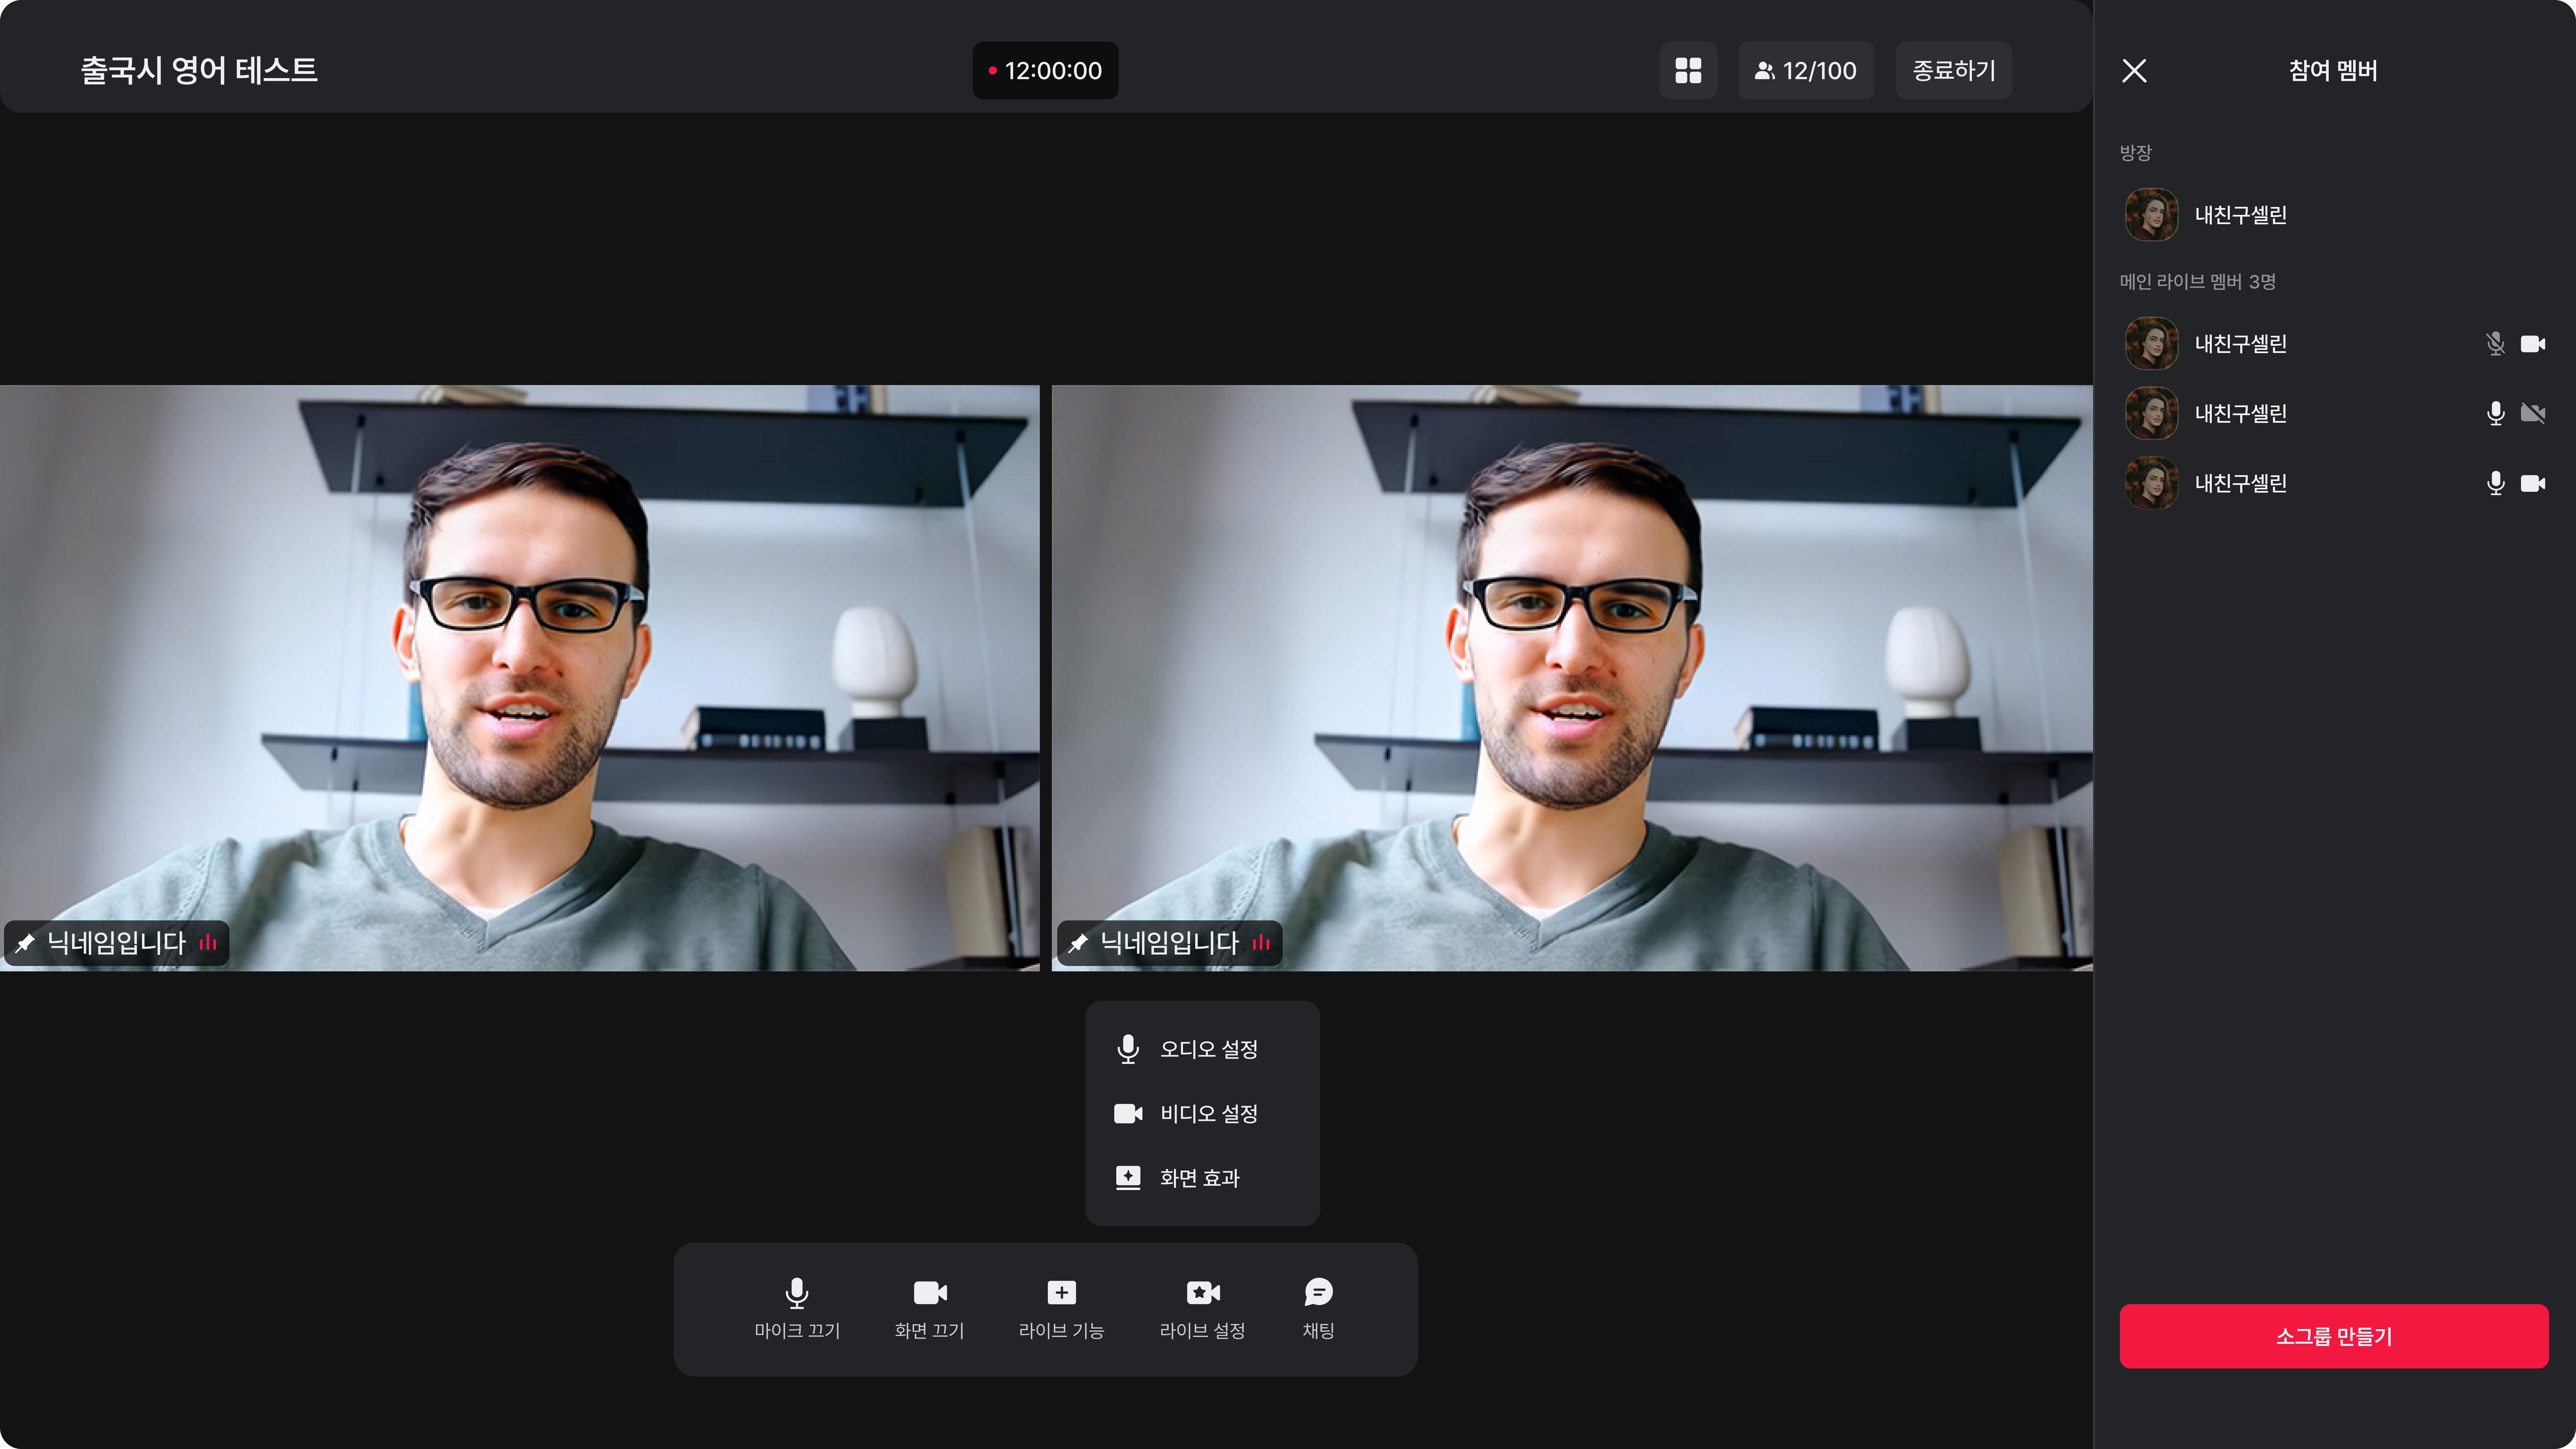 출국시 영어 테스트
12:00:00
12/100
종료하기
참여 멤버
방장
내친구셀린
메인 라이브 멤버 3명
내친구셀린
내친구셀린
내친구셀린
닉네임입니다
닉네임입니다
오디오 설정
비디오 설정
화면 효과
마이크 끄기
화면 끄기
라이브 기능
라이브 설정
채팅
소그룹 만들기